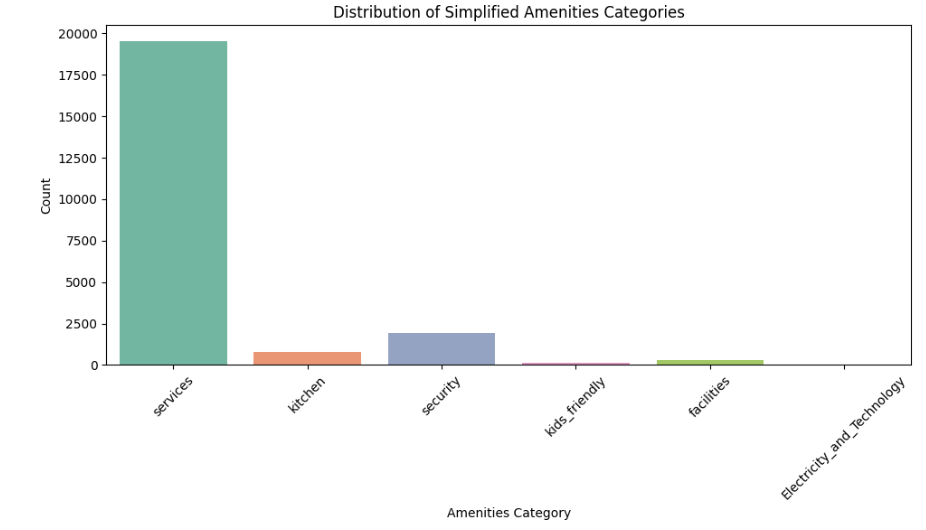 Distribution of Simplified Amenities Categories
20000
17500
15000
12500
10000
7500
5000
2500
0
Count
services
kitchen
security
kids_friendly
facilities
Electricity_and_Technology
Amenities Category